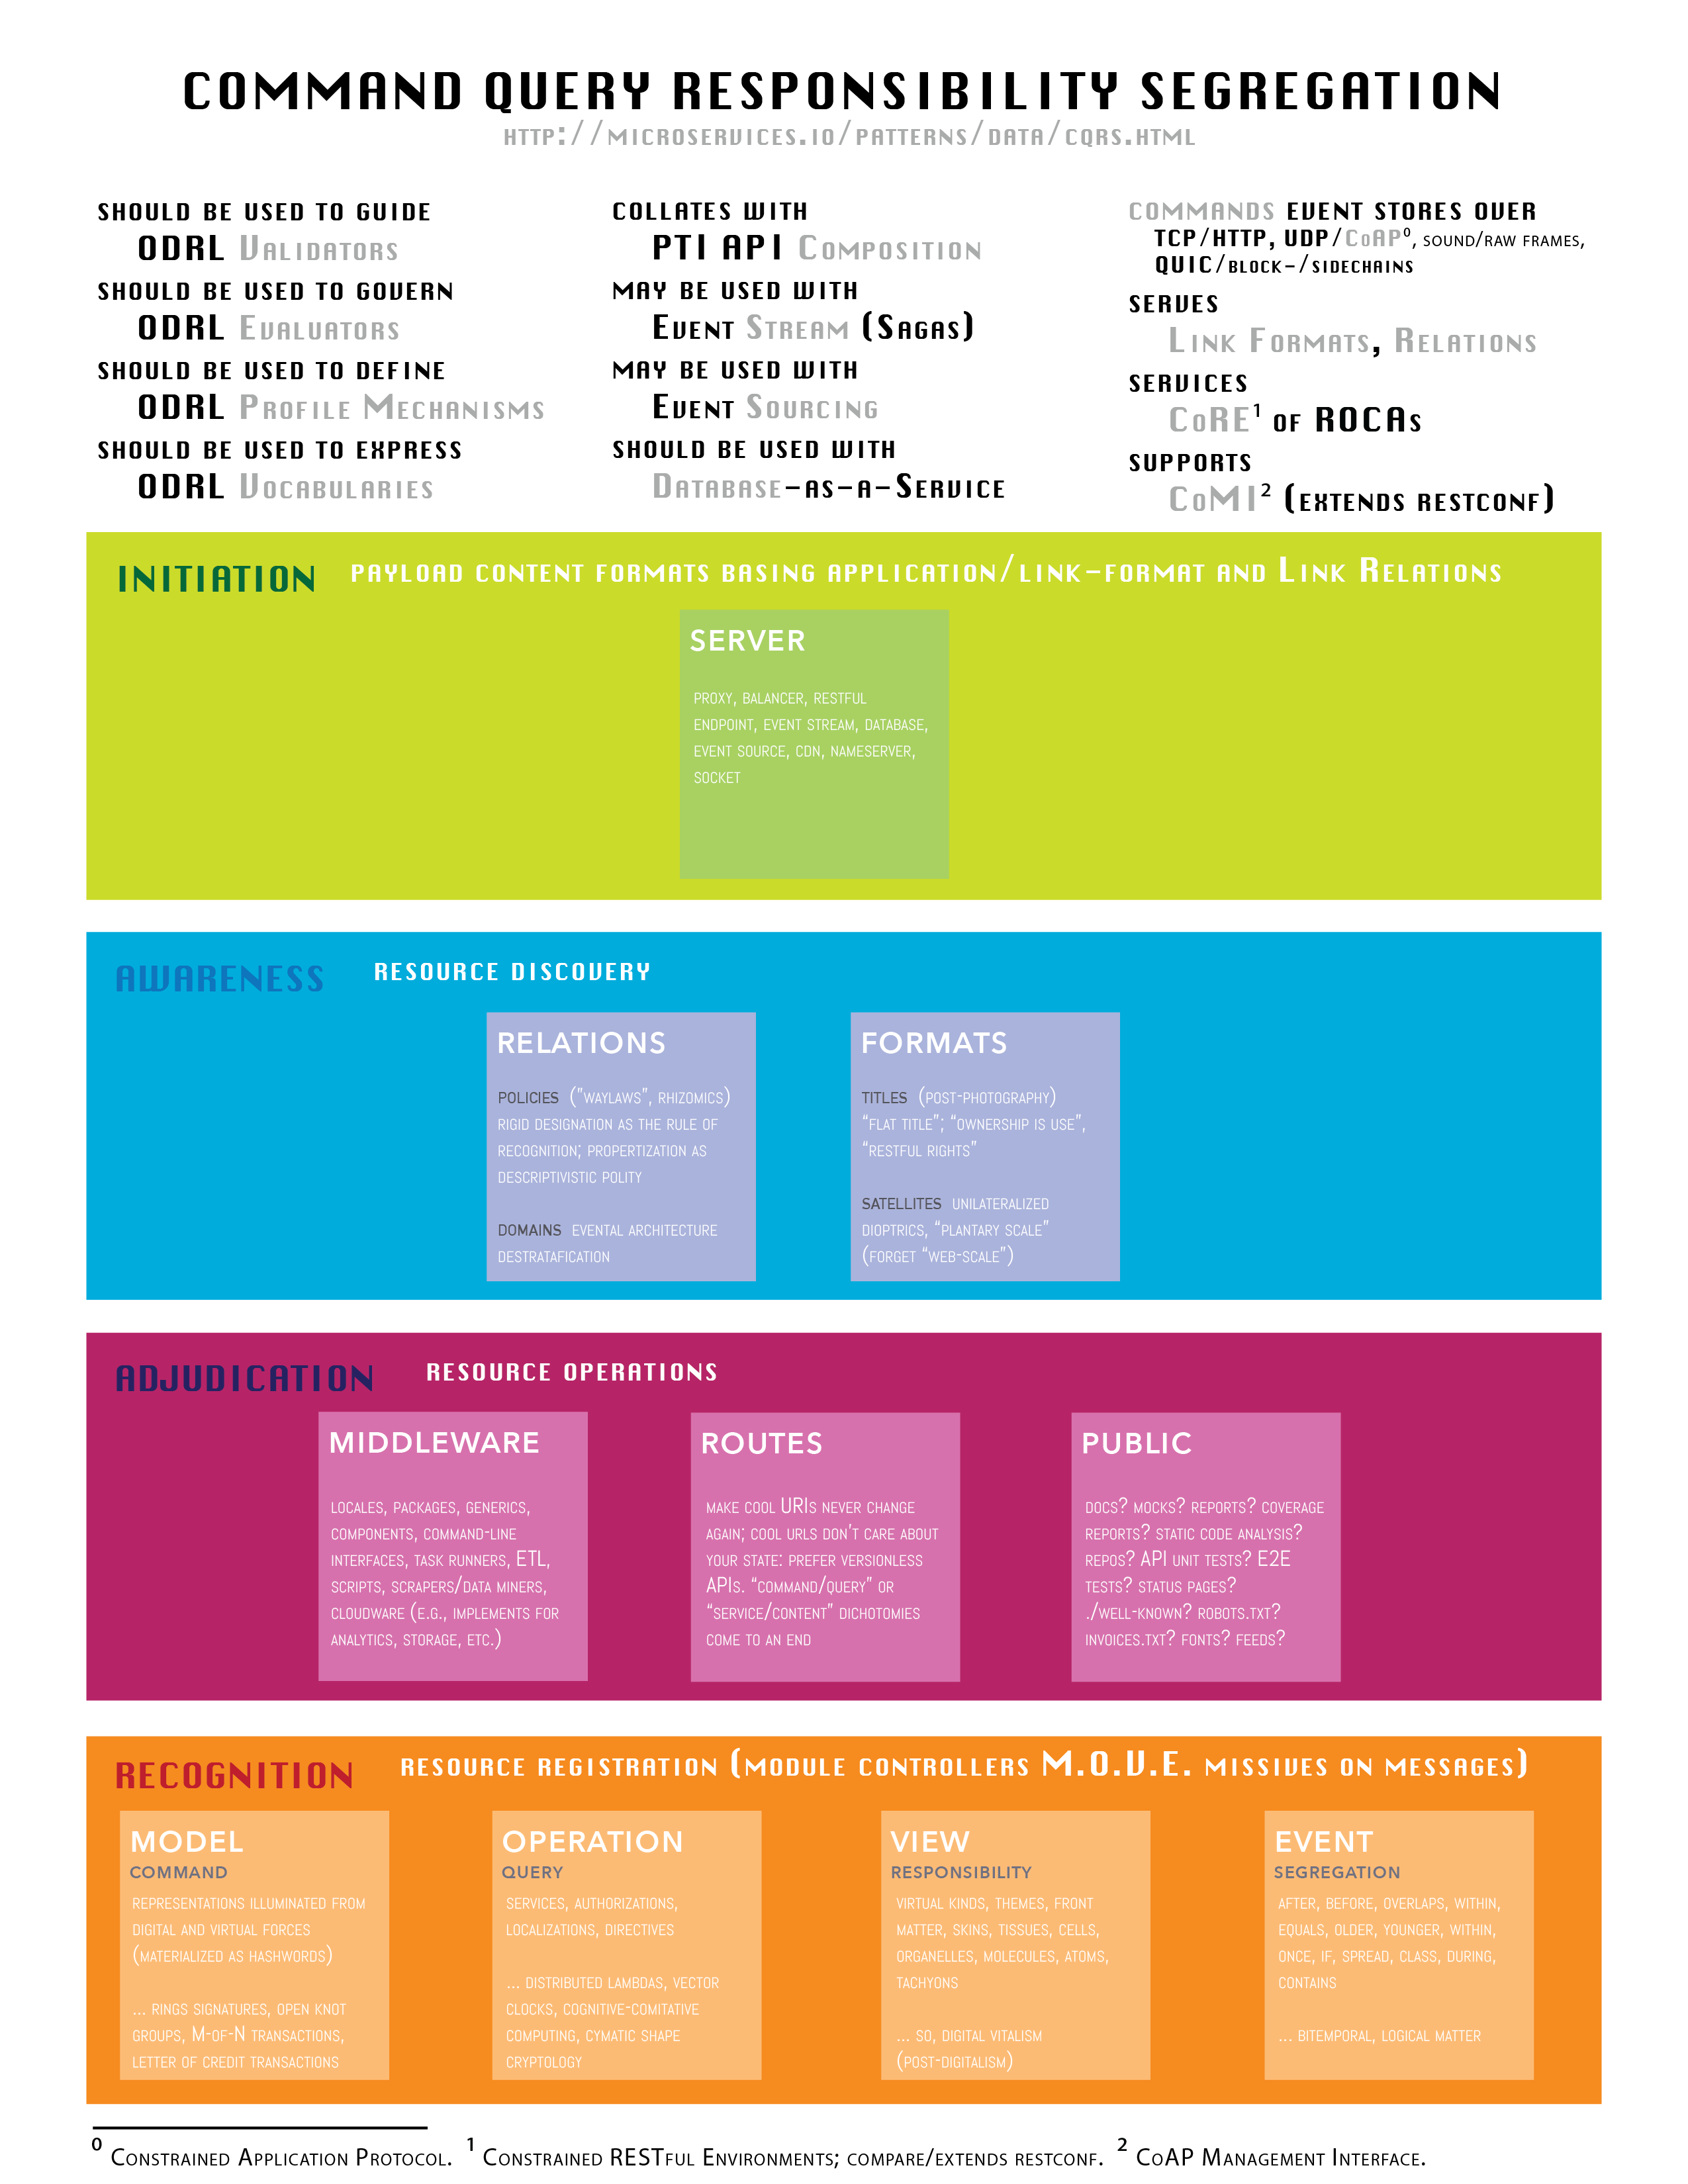 COMMAND QUERY RESPONSIBILITY SEGREGATION
HTTP://MICROSERVICES.IO/PATTERNS/DATA/CQRS.HTML
SHOULD BE USED TO GUIDE
ODRL VALIDATORS
SHOULD BE USED TO GOVERN
ODRL EVALUATORS
SHOULD BE USED TO DEFINE
ODRL PROFILE MECHANISMS
SHOULD BE USED TO EXPRESS
ODRL VOCABULARIES
COLLATES WITH
PTI API COMPOSITION
MAY BE USED WITH
EVENT STREAM (SAGAS)
MAY BE USED WITH
EVENT SOURCING
SHOULD BE USED WITH
DATABASE-AS-A-SERVICE
COMMANDS EVENT STORES OVER
TCP/HTTP, UDP/CoAP⁰, SOUND/RAW FRAMES,
QUIC/BLOCK-/SIDECHAINS
SERVES
LINK FORMATS, RELATIONS
SERVICES
CoRE¹ OF ROCAs
SUPPORTS
CoMI² (EXTENDS RESTCONF)
INITIATION PAYLOAD CONTENT FORMATS BASING APPLICATION/LINK-FORMAT AND LINK RELATIONS
SERVER
PROXY, BALANCER, RESTFUL
ENDPOINT, EVENT STREAM, DATABASE,
EVENT SOURCE, CDN, NAMESERVER,
SOCKET
AWARENESS RESOURCE DISCOVERY
RELATIONS
POLICIES ("WAYLAWS", RHIZOMICS)
RIGID DESIGNATION AS THE RULE OF
RECOGNITION; PROPERTIZATION AS
DESCRIPTIVISTIC POLITY
DOMAINS EVENTAL ARCHITECTURE
DESTRATAFICATION
FORMATS
TITLES (POST-PHOTOGRAPHY)
“FLAT TITLE”; “OWNERSHIP IS USE”,
“RESTFUL RIGHTS”
SATELLITES UNILATERALIZED
DIOPTRICS, “PLANTARY SCALE”
(FORGET “WEB-SCALE”)
ADJUDICATION RESOURCE OPERATIONS
MIDDLEWARE
LOCALES, PACKAGES, GENERICS,
COMPONENTS, COMMAND-LINE
INTERFACES, TASK RUNNERS, ETL,
SCRIPTS, SCRAPERS/DATA MINERS,
CLOUDWARE (E.G., IMPLEMENTS FOR
ANALYTICS, STORAGE, ETC.)
ROUTES
MAKE COOL URIS NEVER CHANGE
AGAIN; COOL URLS DON'T CARE ABOUT
YOUR STATE: PREFER VERSIONLESS
APIS. “COMMAND/QUERY” OR
“SERVICE/CONTENT” DICHOTOMIES
COME TO AN END
PUBLIC
DOCS? MOCKS? REPORTS? COVERAGE
REPORTS? STATIC CODE ANALYSIS?
REPOS? API UNIT TESTS? E2E
TESTS? STATUS PAGES?
./WELL-KNOWN? ROBOTS.TXT?
INVOICES.TXT? FONTS? FEEDS?
RECOGNITION RESOURCE REGISTRATION (MODULE CONTROLLERS M.O.V.E. MISSIVES ON MESSAGES)
MODEL
COMMAND
REPRESENTATIONS ILLUMINATED FROM
DIGITAL AND VIRTUAL FORCES
(MATERIALIZED AS HASHWORDS)
... RINGS SIGNATURES, OPEN KNOT
GROUPS, M-OF-N TRANSACTIONS,
LETTER OF CREDIT TRANSACTIONS
OPERATION
QUERY
SERVICES, AUTHORIZATIONS,
LOCALIZATIONS, DIRECTIVES
... DISTRIBUTED LAMBDAS, VECTOR
CLOCKS, COGNITIVE-COMITATIVE
COMPUTING, CYMATIC SHAPE
CRYPTOLOGY
VIEW
RESPONSIBILITY
VIRTUAL KINDS, THEMES, FRONT
MATTER, SKINS, TISSUES, CELLS,
ORGANELLES, MOLECULES, ATOMS,
TACHYONS
... SO, DIGITAL VITALISM
(POST-DIGITALISM)
EVENT
SEGREGATION
AFTER, BEFORE, OVERLAPS, WITHIN,
EQUALS, OLDER, YOUNGER, WITHIN,
ONCE, IF, SPREAD, CLASS, DURING,
CONTAINS
... BITEMPORAL, LOGICAL MATTER
⁰ CONSTRAINED APPLICATION PROTOCOL. ¹ CONSTRAINED RESTFUL ENVIRONMENTS; COMPARE/EXTENDS RESTCONF. ² COAP MANAGEMENT INTERFACE.